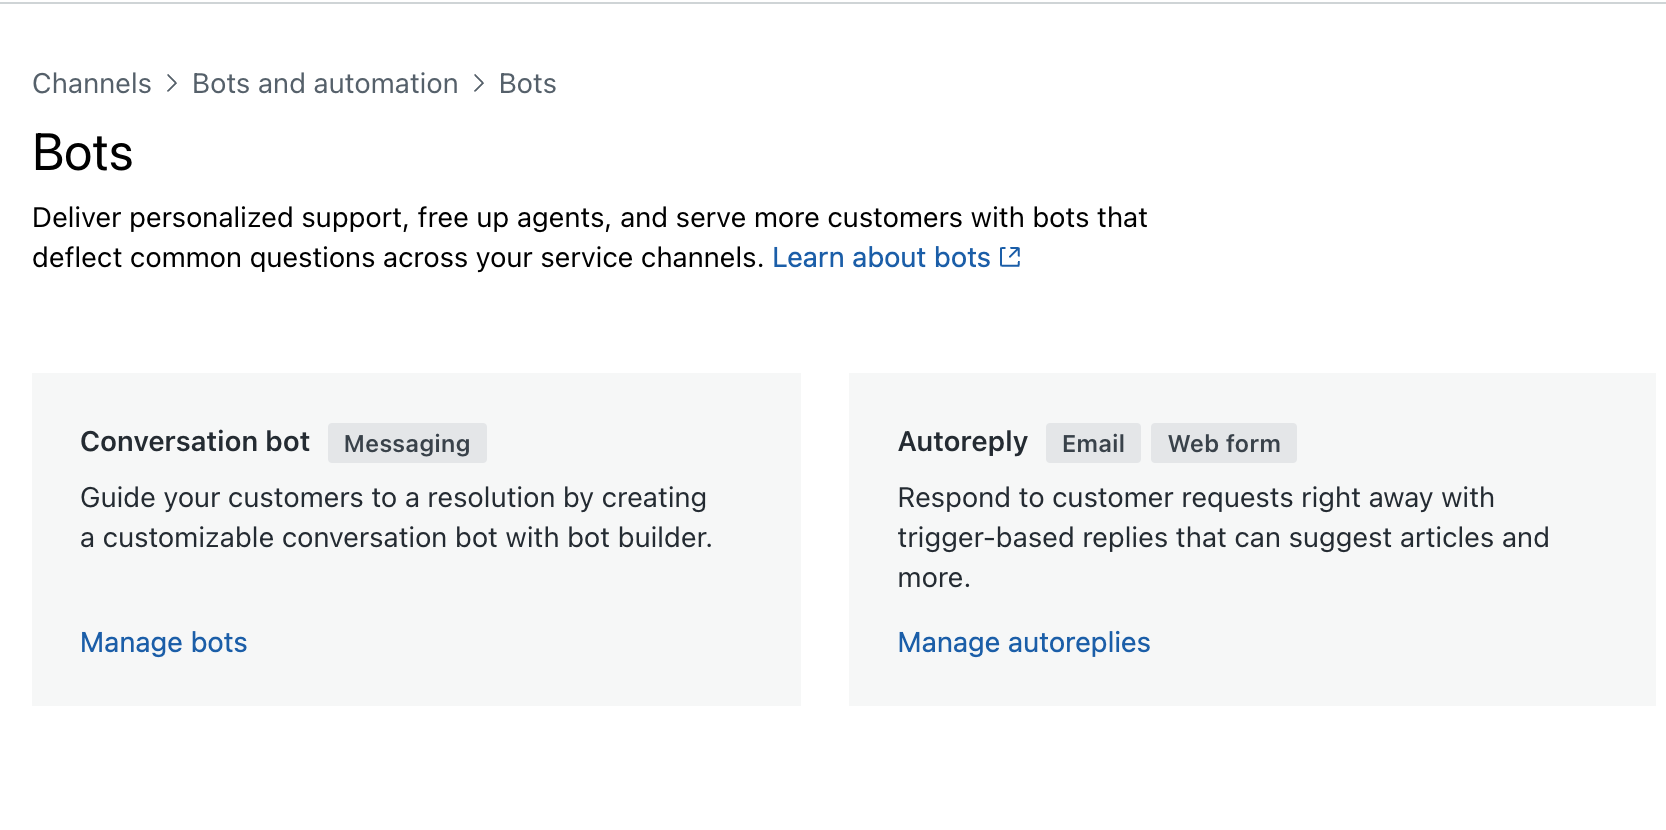 Channels > Bots and automation > Bots
Bots
Deliver personalized support, free up agents, and serve more customers with bots that
deflect common questions across your service channels. Learn about bots
Conversation bot Messaging
Guide your customers to a resolution by creating
a customizable conversation bot with bot builder.
Manage bots
Autoreply Email Web form
Respond to customer requests right away with
trigger-based replies that can suggest articles and
more.
Manage autoreplies